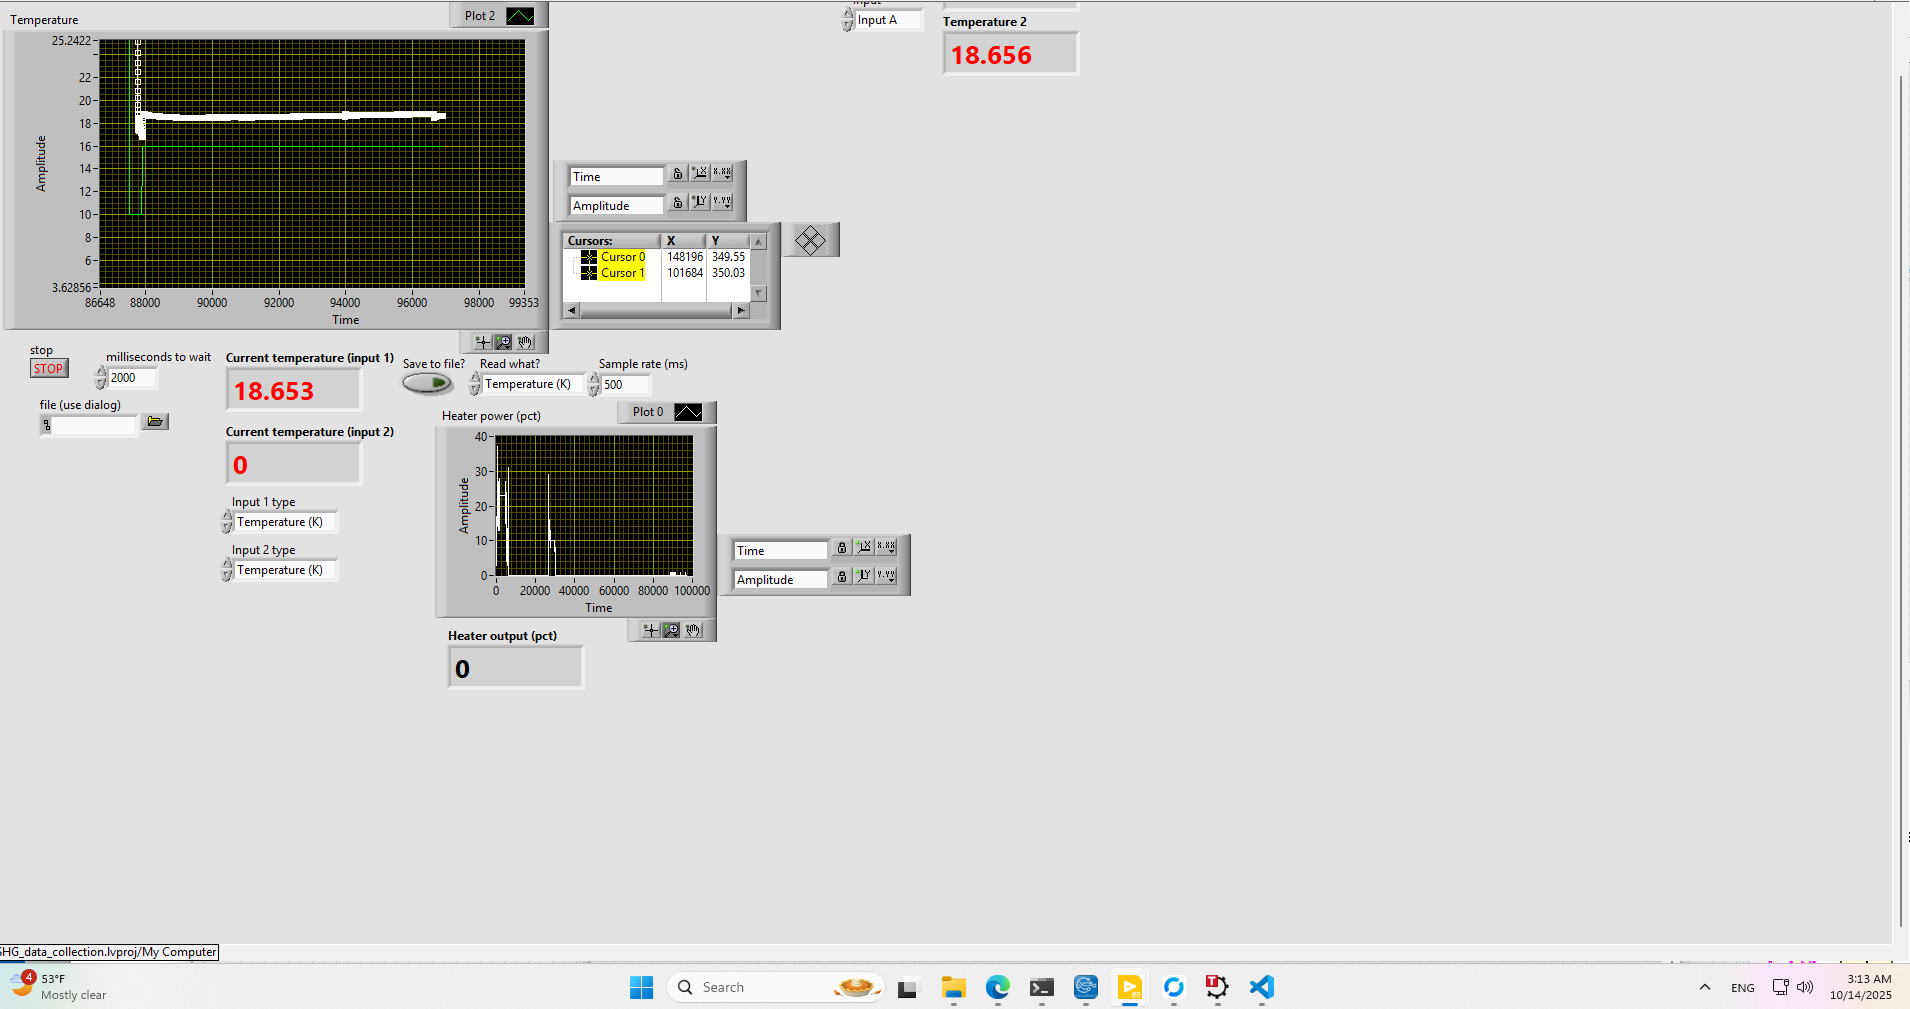 Temperature
Plot 2
25.2422
22
20
18
16
14
12
10
8
6
3.62856
Amplitude
86648 88000 90000 92000 94000 96000 98000 99353
Time
Input A
Temperature 2
18.656
Time
Amplitude
Cursors: X Y
Cursor 0 148196 349.55
Cursor 1 101684 350.03
stop
STOP
milliseconds to wait
2000
file (use dialog)
Current temperature (input 1)
18.653
Current temperature (input 2)
0
Input 1 type
Temperature (K)
Input 2 type
Temperature (K)
Save to file?
Read what?
Temperature (K)
Sample rate (ms)
500
Heater power (pct)
Plot 0
40
30
20
10
0
Amplitude
0 20000 40000 60000 80000 100000
Time
Time
Amplitude
Heater output (pct)
0
SHG_data_collection.lvproj/My Computer
4
53°F
Mostly clear
Search
ENG
3:13 AM
10/14/2025